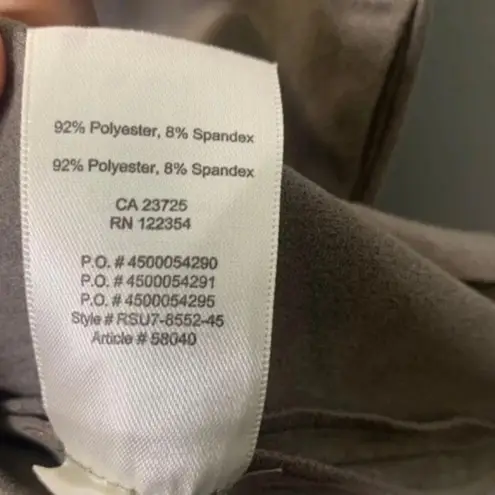 92% Polyester, 8% Spandex
92% Polyester, 8% Spandex
CA 23725
RN 122354
P.O. # 4500054290
P.O. # 4500054291
P.O. # 4500054295
Style # RSU7-8552-45
Article # 58040